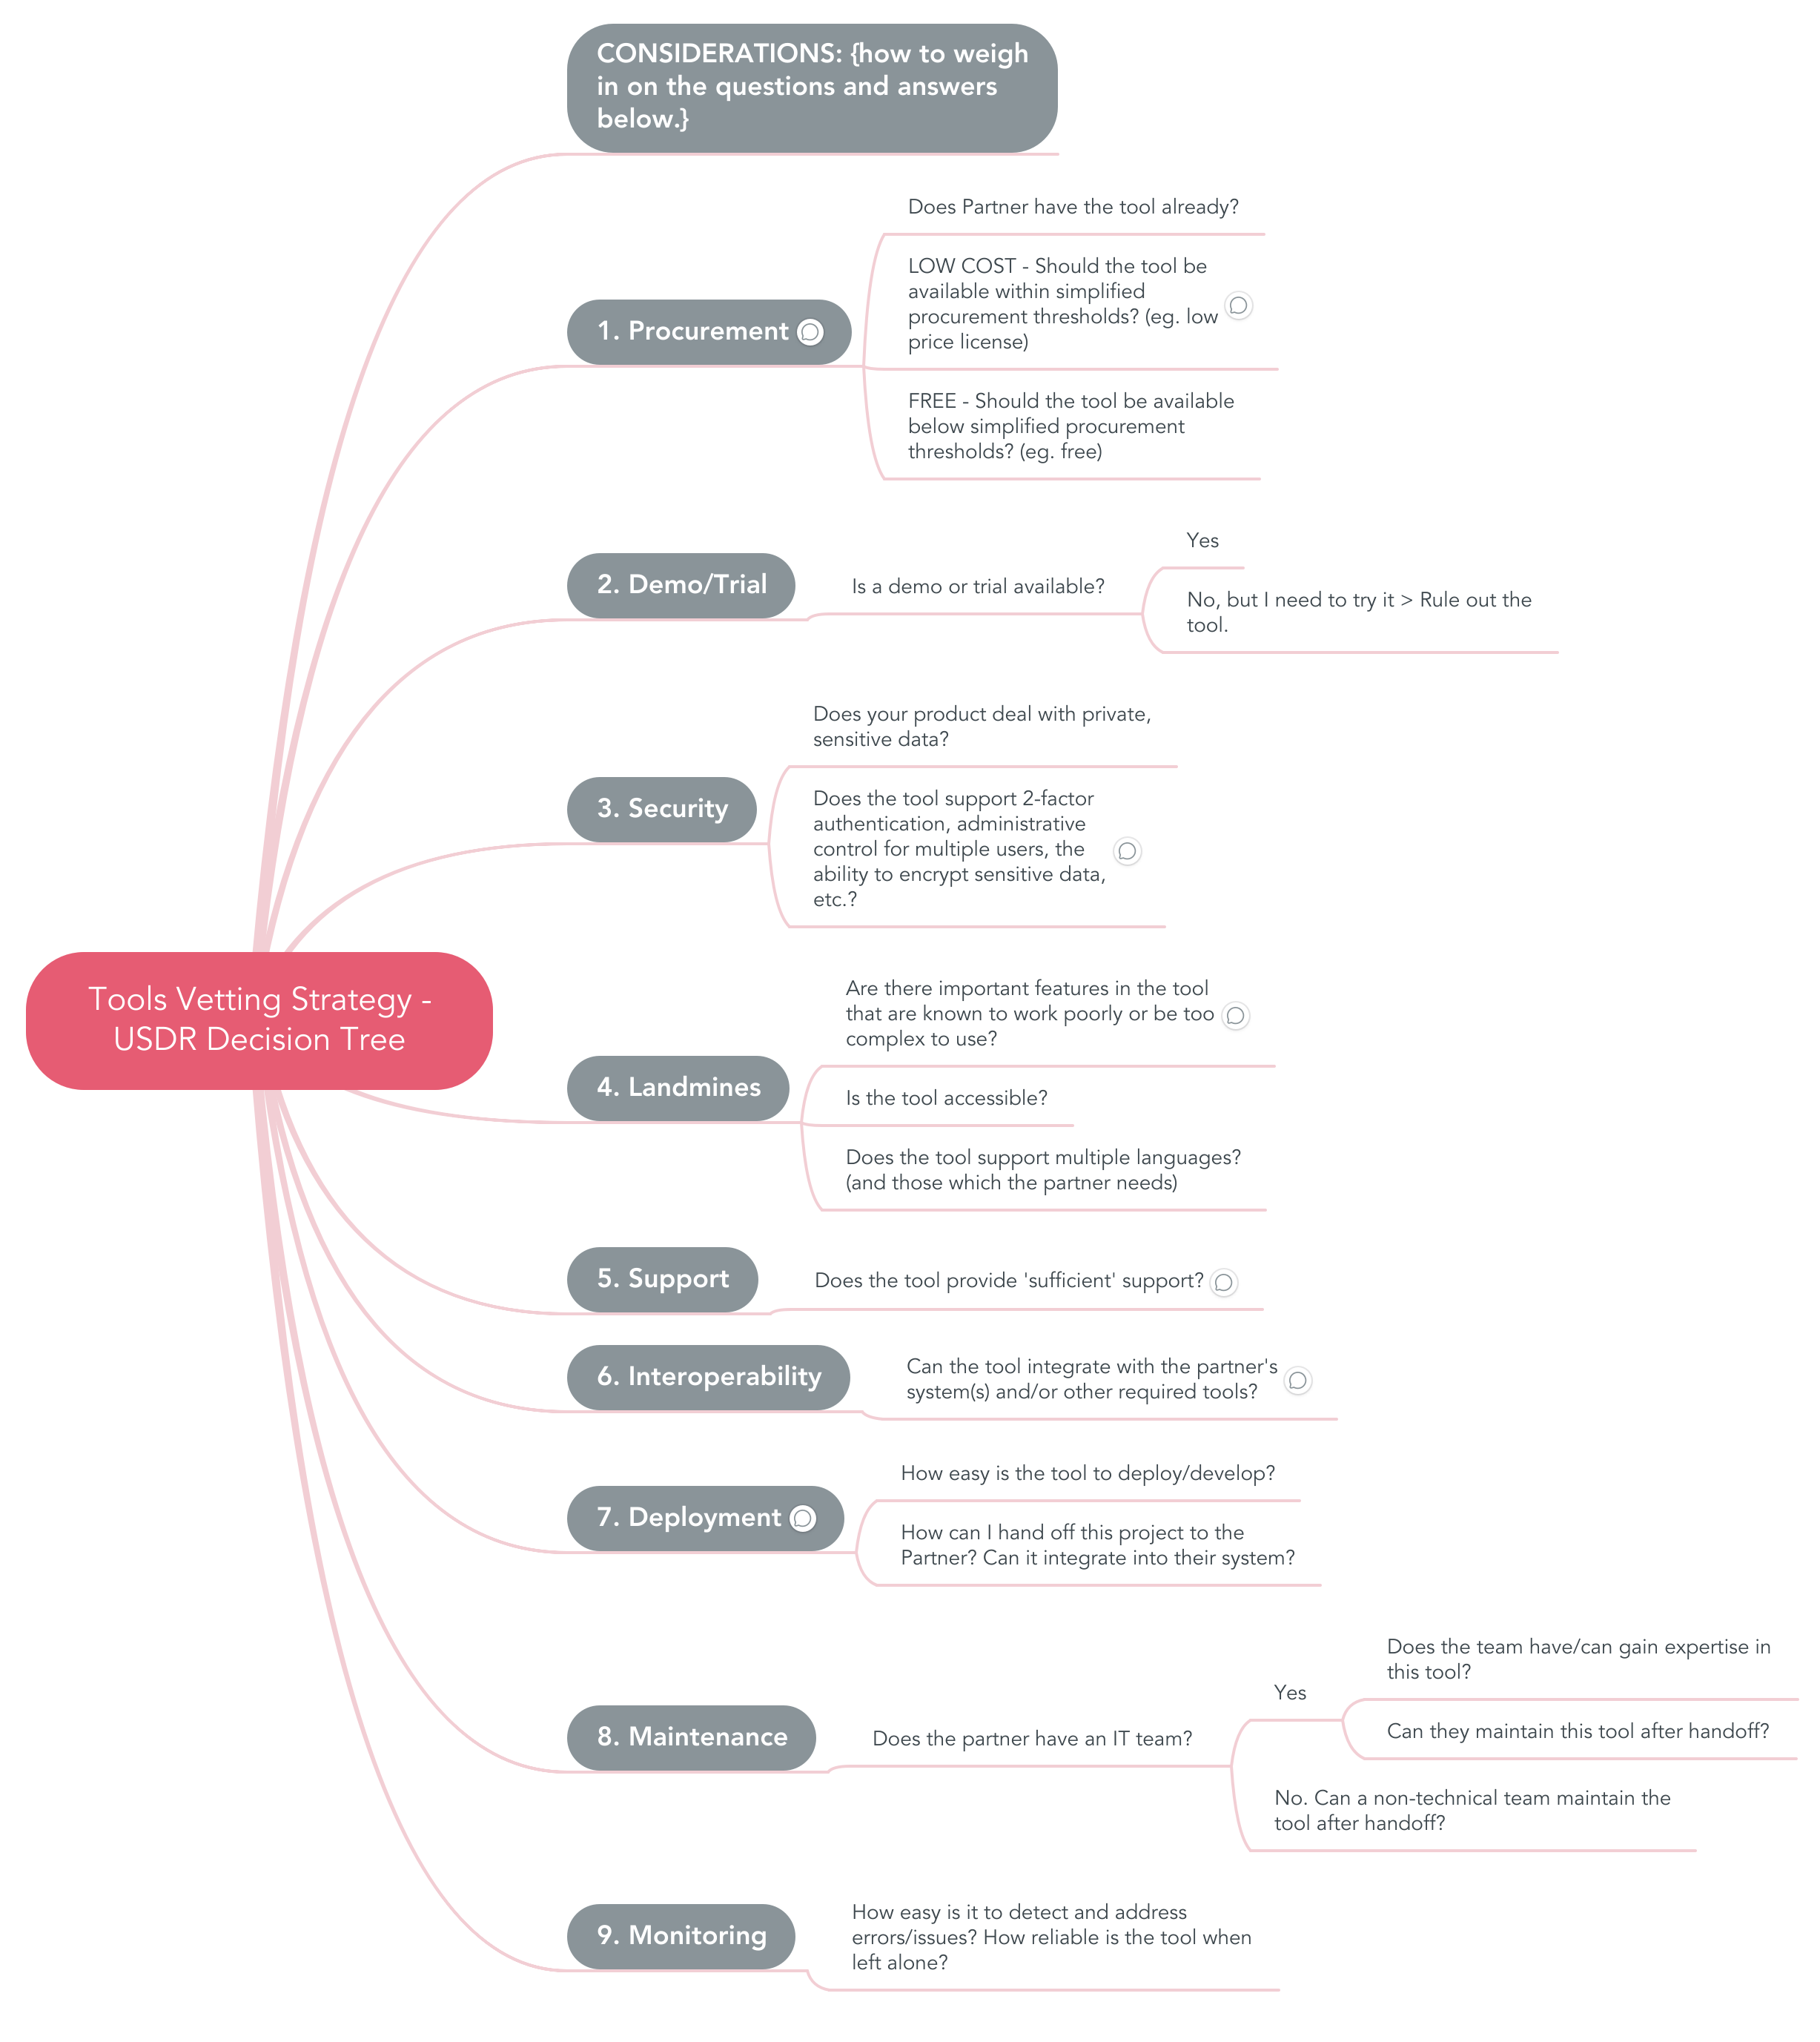 CONSIDERATIONS: {how to weigh
in on the questions and answers
below.}
Does Partner have the tool already?
LOW COST - Should the tool be
available within simplified
procurement thresholds? (eg. low
price license)
1. Procurement
FREE - Should the tool be available
below simplified procurement
thresholds? (eg. free)
2. Demo/Trial
Is a demo or trial available?
Yes
No, but I need to try it > Rule out the
tool.
3. Security
Does your product deal with private,
sensitive data?
Does the tool support 2-factor
authentication, administrative
control for multiple users, the
ability to encrypt sensitive data,
etc.?
Tools Vetting Strategy -
USDR Decision Tree
4. Landmines
Are there important features in the tool
that are known to work poorly or be too
complex to use?
Is the tool accessible?
Does the tool support multiple languages?
(and those which the partner needs)
5. Support
Does the tool provide 'sufficient' support?
6. Interoperability
Can the tool integrate with the partner's
system(s) and/or other required tools?
7. Deployment
How easy is the tool to deploy/develop?
How can I hand off this project to the
Partner? Can it integrate into their system?
8. Maintenance
Does the partner have an IT team?
Yes
Does the team have/can gain expertise in
this tool?
Can they maintain this tool after handoff?
No. Can a non-technical team maintain the
tool after handoff?
9. Monitoring
How easy is it to detect and address
errors/issues? How reliable is the tool when
left alone?